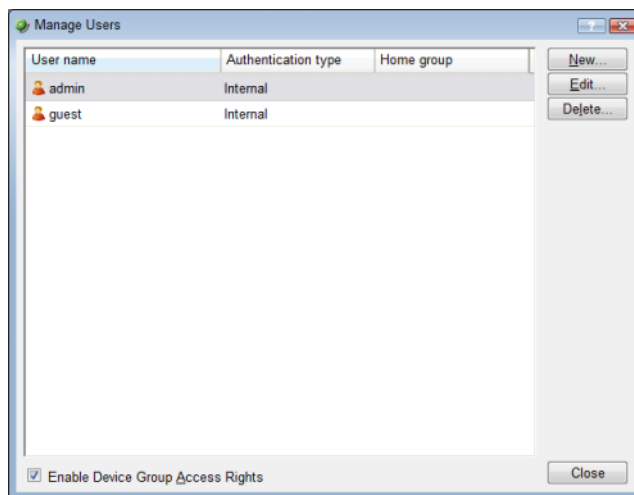 Manage Users
User name Authentication type Home group
admin Internal
guest Internal
New...
Edit...
Delete...
Enable Device Group Access Rights
Close